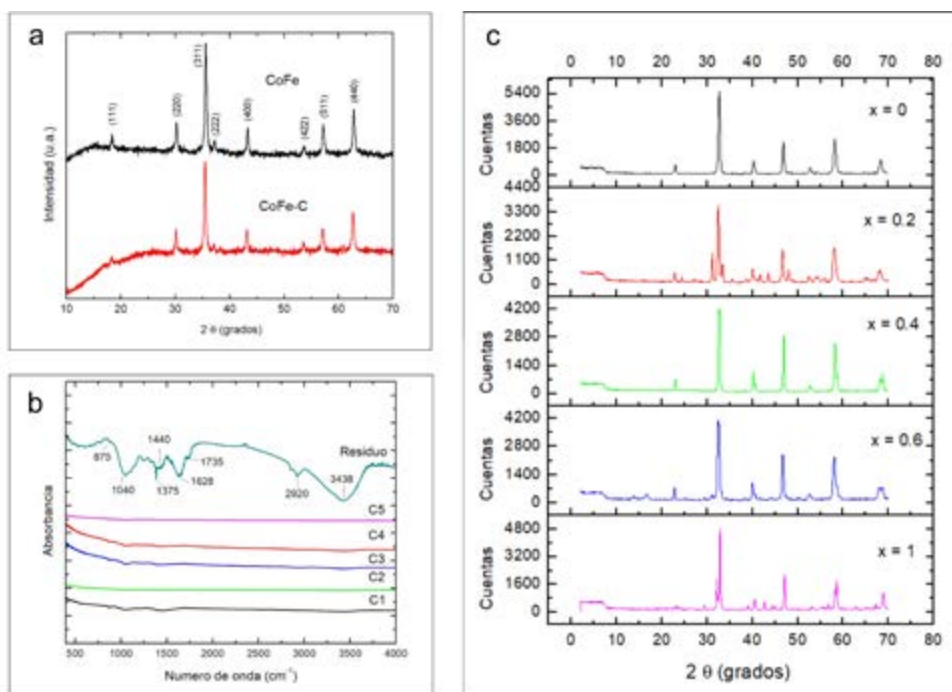 a
CoFe
(111)
(220)
(311)
(222)
(400)
(422)
(511)
(440)
CoFe-C
Intensidad (u.a.)
10 20 30 40 50 60 70
2 θ (grados)
b
Residuo
875
1040
1440
1375
1628
1735
2920
3438
C5
C4
C3
C2
C1
Absorbancia
500 1000 1500 2000 2500 3000 3500 4000
Numero de onda (cm⁻¹)
c
0 10 20 30 40 50 60 70 80
5400
3600
1800
0
Cuentas
x = 0
4400
3300
2200
1100
0
Cuentas
x = 0.2
4200
2800
1400
0
Cuentas
x = 0.4
4200
2800
1400
0
Cuentas
x = 0.6
4800
3200
1600
0
Cuentas
x = 1
0 10 20 30 40 50 60 70 80
2 θ (grados)